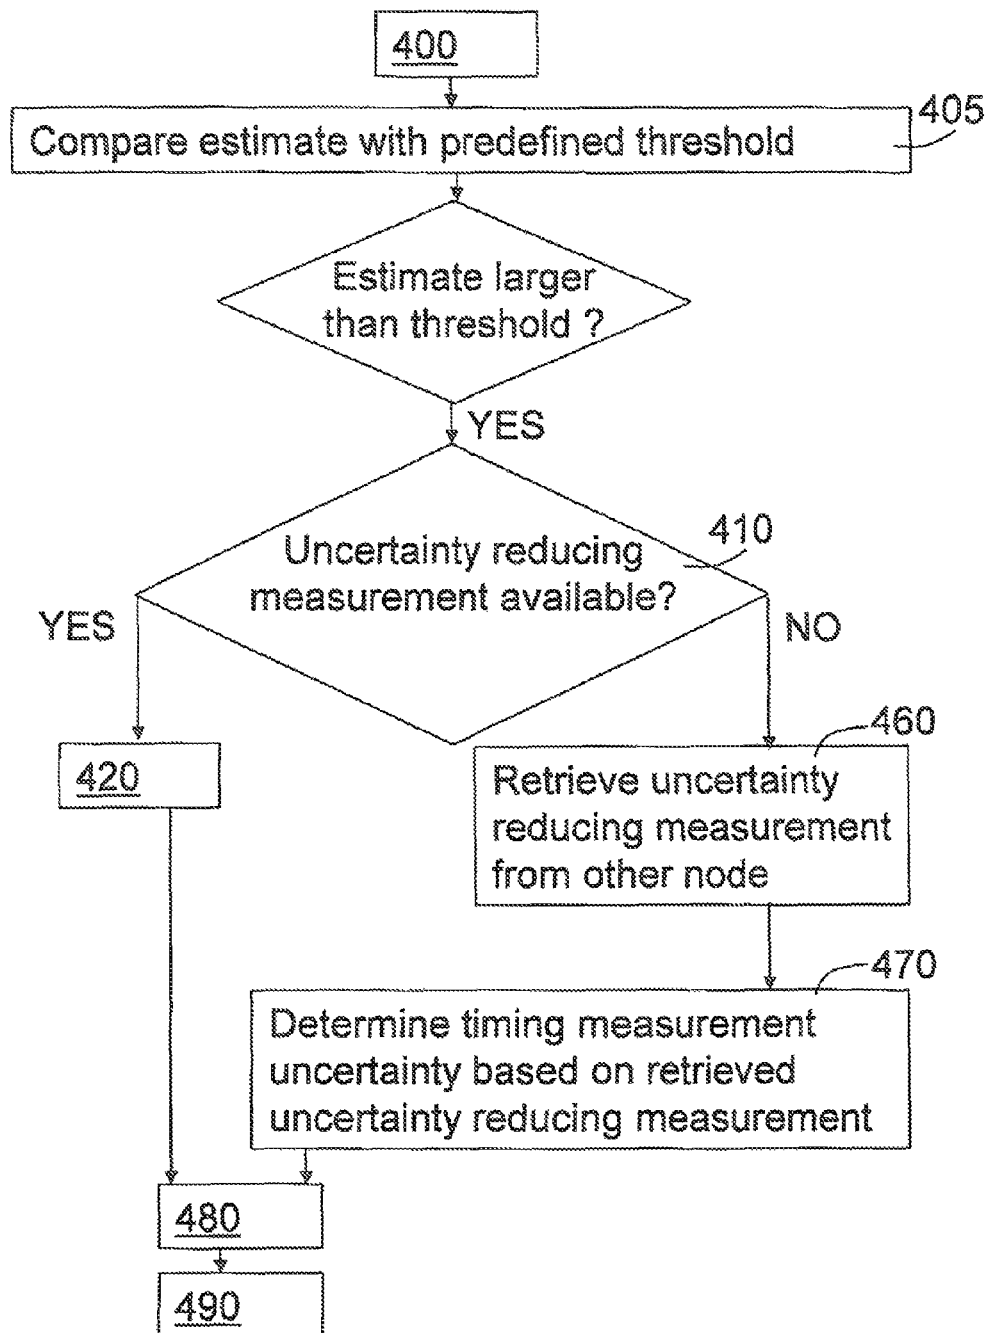 400
405
Compare estimate with predefined threshold
Estimate larger
than threshold ?
YES
410
Uncertainty reducing
measurement available?
YES
NO
460
420
Retrieve uncertainty
reducing measurement
from other node
470
Determine timing measurement
uncertainty based on retrieved
uncertainty reducing measurement
480
490